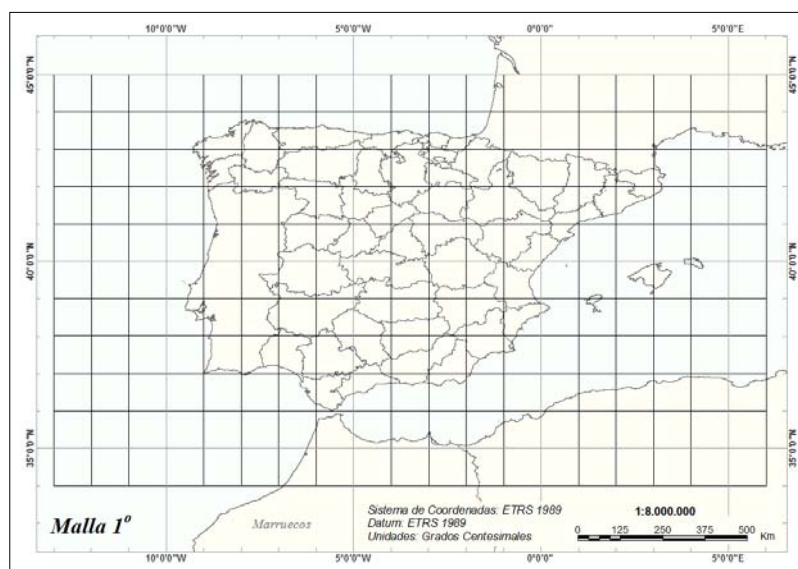 10°0'0"W 5°0'0"W 0°0'0" 5°0'0"E
45°0'0"N 45°0'0"N
40°0'0"N 40°0'0"N
35°0'0"N 35°0'0"N
Malla 1º
Marruecos
Sistema de Coordenadas: ETRS 1989
Datum: ETRS 1989
Unidades: Grados Centesimales
1:8.000.000
0 125 250 375 500
Km
10°0'0"W 5°0'0"W 0°0'0" 5°0'0"E